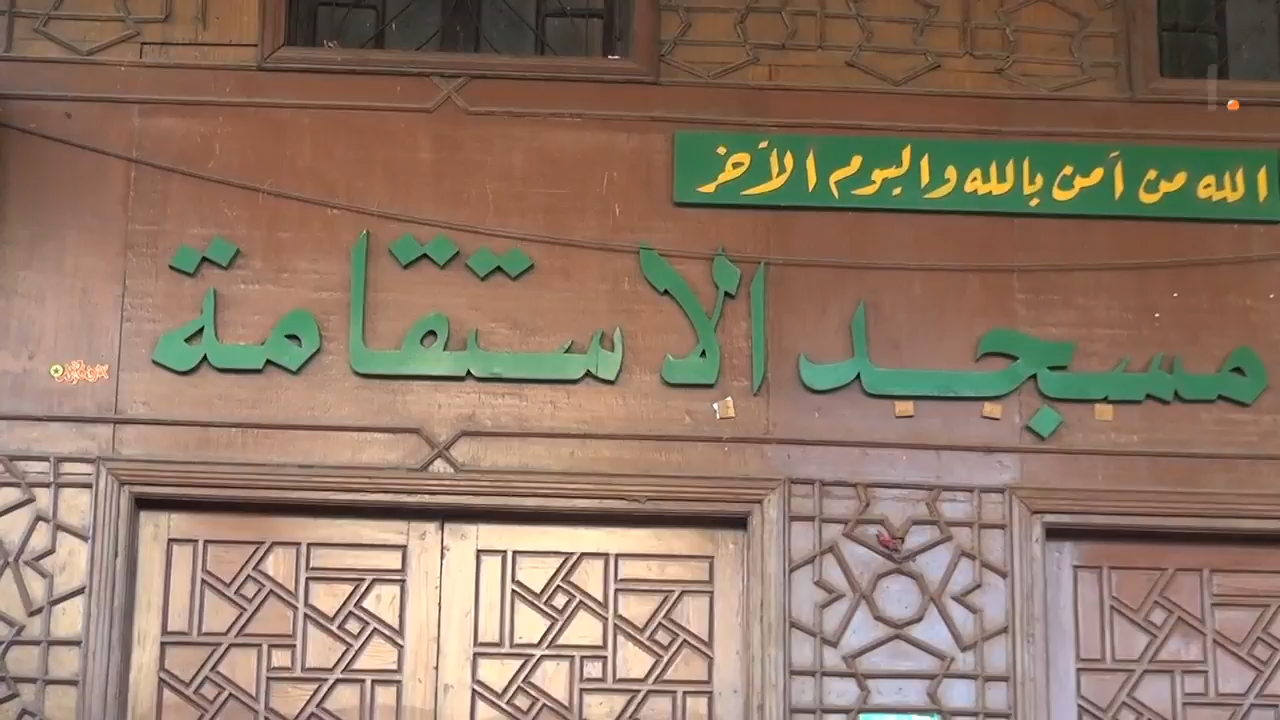 الله من آمن بالله واليوم الآخر
مسجد الاستقامة